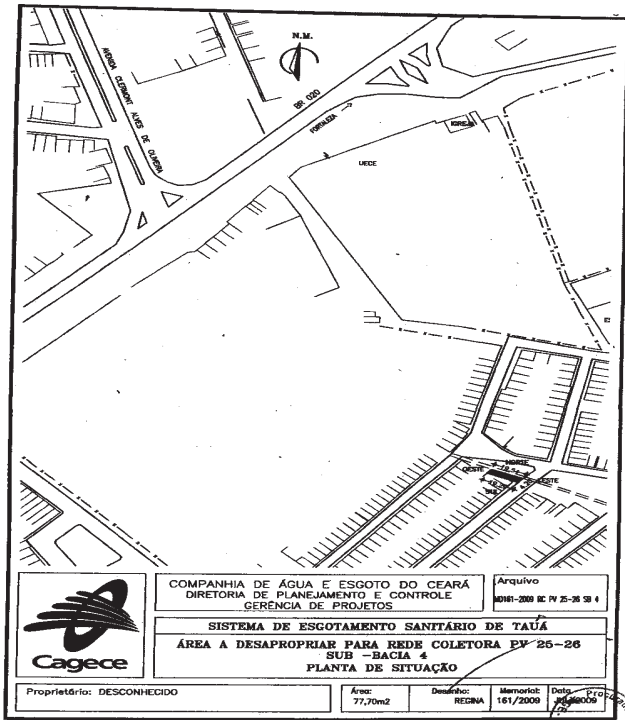 N.M.
AVENIDA CLERMONT ALVES DE OLIVEIRA
BR 020
FORTALEZA
IGREJA
UECE
NORTE
OESTE
LESTE
SUL
COMPANHIA DE ÁGUA E ESGOTO DO CEARÁ
DIRETORIA DE PLANEJAMENTO E CONTROLE
GERÊNCIA DE PROJETOS
Arquivo
MD161-2009 RC PV 25-26 SB 4
SISTEMA DE ESGOTAMENTO SANITÁRIO DE TAUÁ
ÁREA A DESAPROPRIAR PARA REDE COLETORA PV 25-26
SUB -BACIA 4
PLANTA DE SITUAÇÃO
Cagece
Proprietário: DESCONHECIDO
Área:
77,70m2
Desenho:
REGINA
Memorial:
161/2009
Data
2009